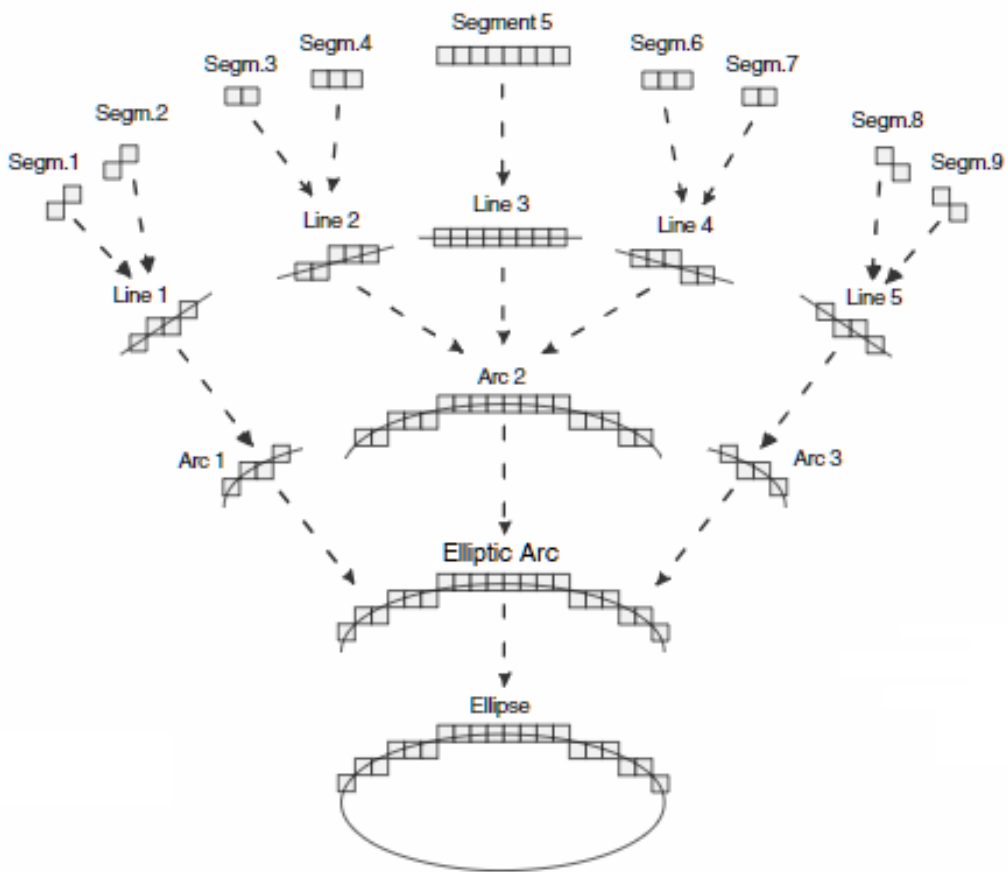 Segment 5
Segm.4
Segm.6
Segm.3
Segm.7
Segm.2
Segm.8
Segm.1
Segm.9
Line 3
Line 2
Line 4
Line 1
Line 5
Arc 2
Arc 1
Arc 3
Elliptic Arc
Ellipse